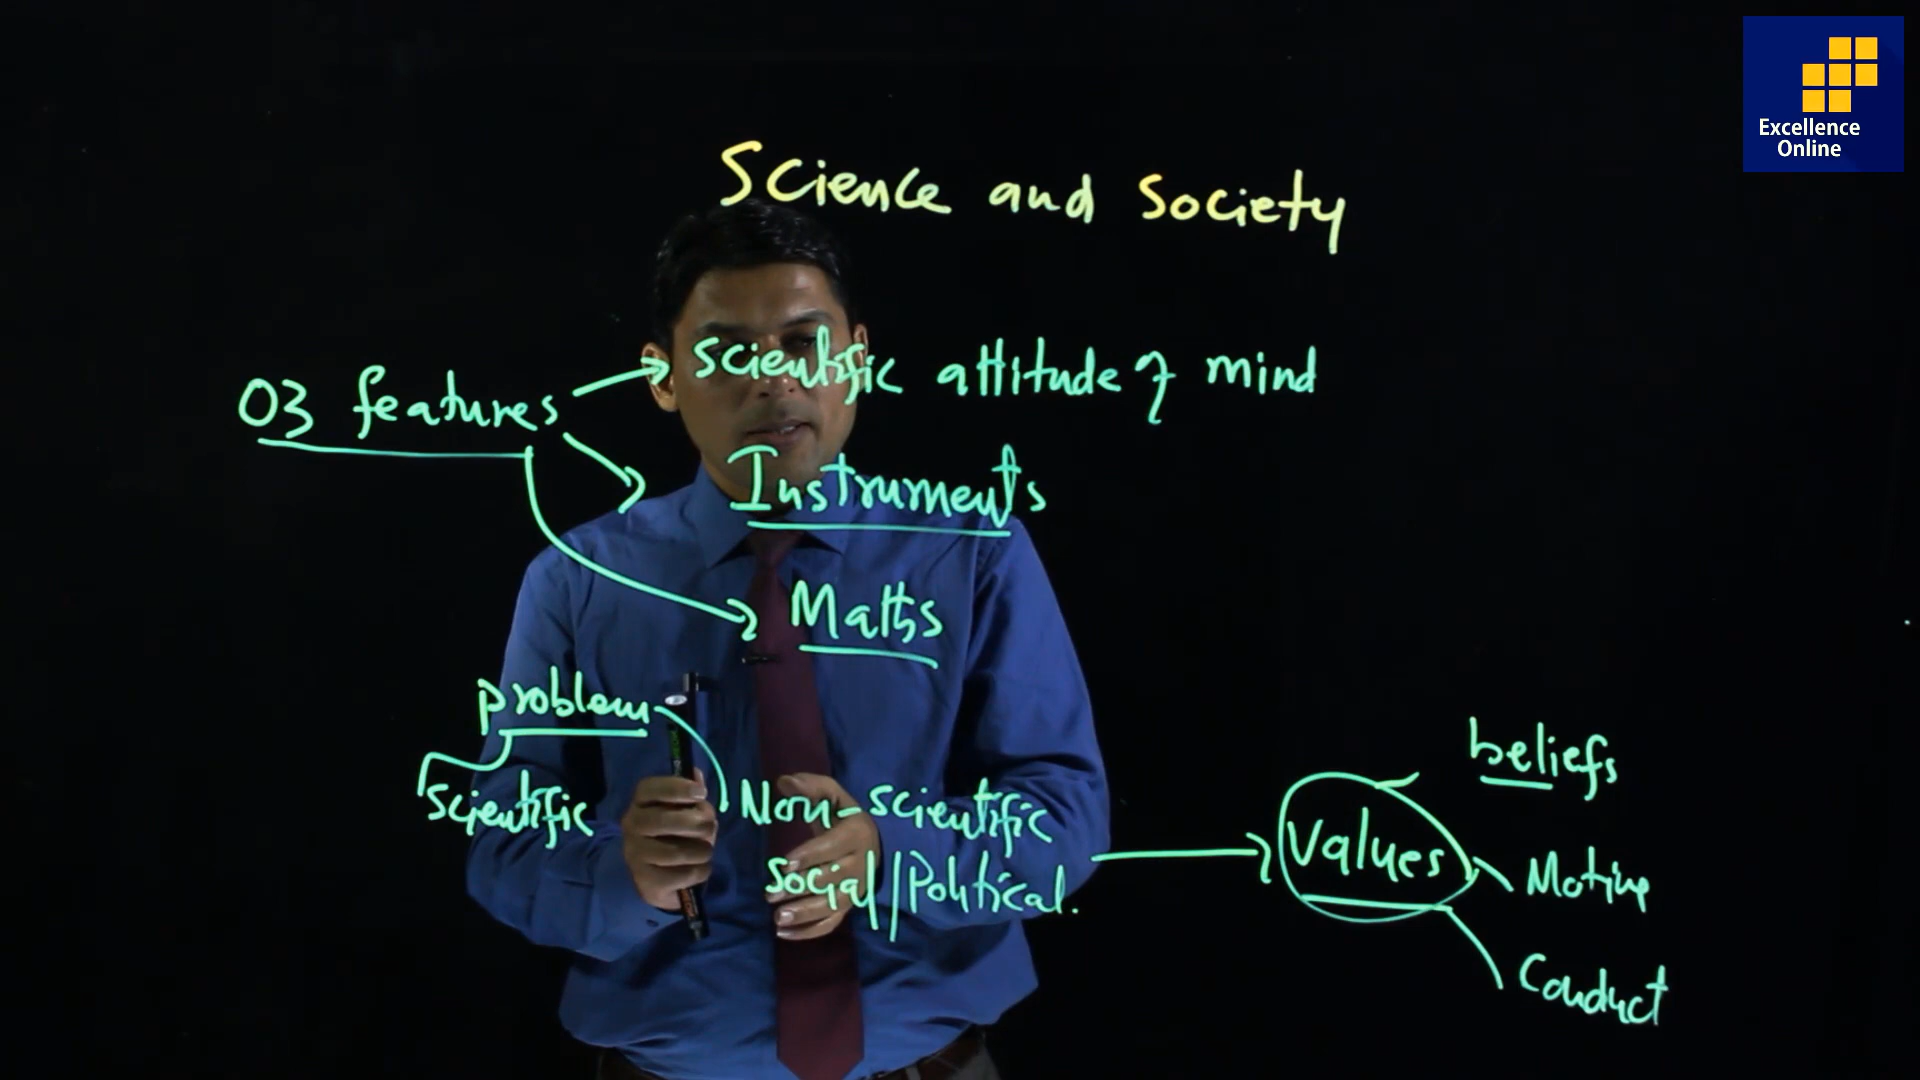 Excellence
Online
Science and Society
03 features
Scientific attitude of mind
Instruments
Maths
problem
Scientific
Non-scientific
Social/Political.
Values
beliefs
Motive
Conduct